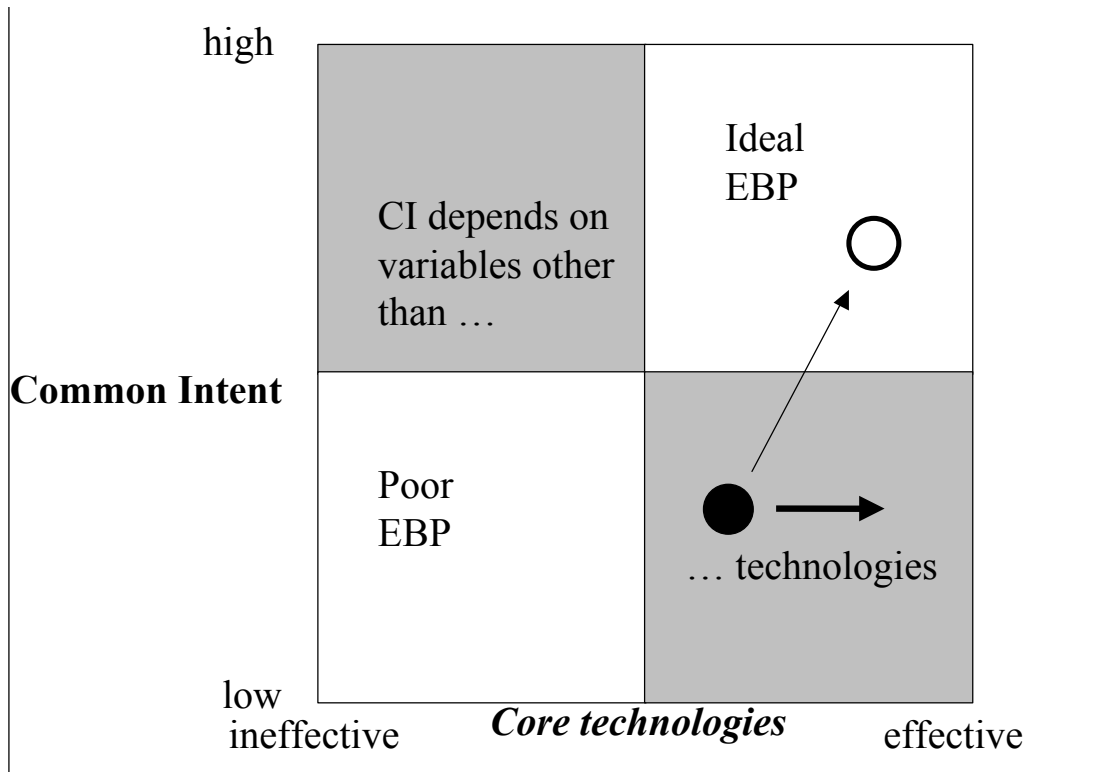 high
Ideal
EBP
CI depends on
variables other
than …
Common Intent
Poor
EBP
… technologies
low
ineffective
Core technologies
effective